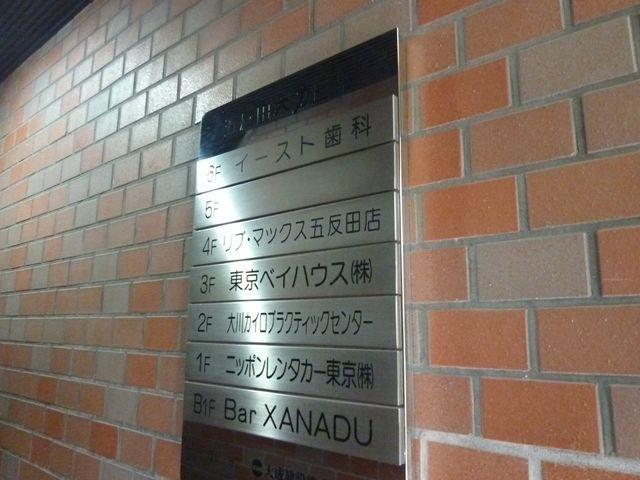 6F イースト歯科
5F
4F リブ・マックス五反田店
3F 東京ベイハウス㈱
2F 大川カイロプラクティックセンター
1F ニッポンレンタカー東京㈱
B1F Bar XANADU